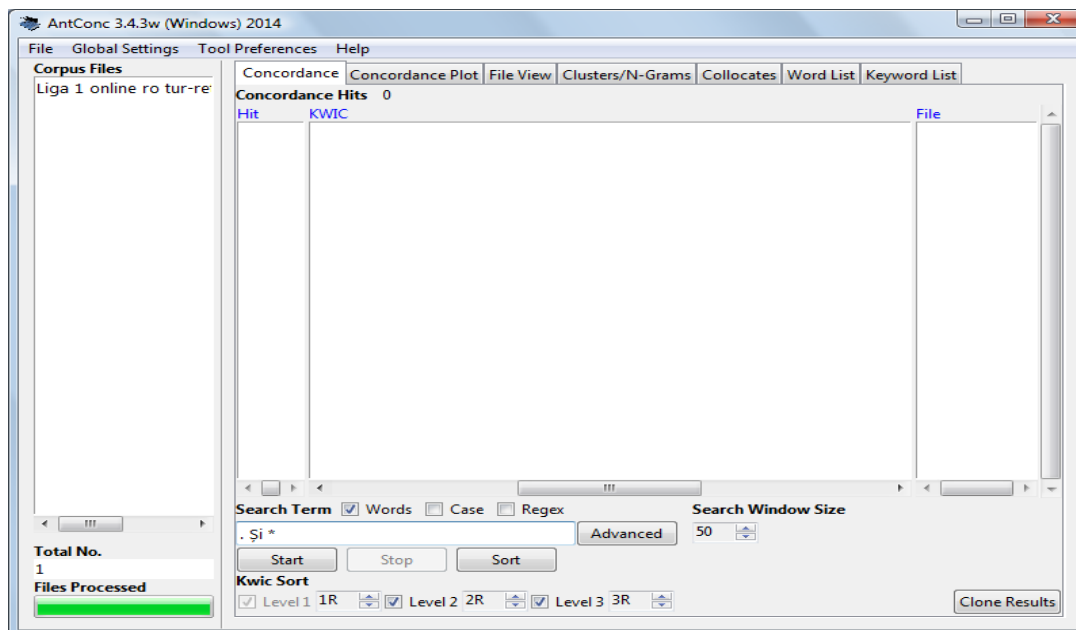 AntConc 3.4.3w (Windows) 2014
File Global Settings Tool Preferences Help
Corpus Files
Liga 1 online ro tur-re
Concordance Concordance Plot File View Clusters/N-Grams Collocates Word List Keyword List
Concordance Hits 0
Hit KWIC File
Search Term Words Case Regex Search Window Size
. Și * Advanced 50
Total No.
1
Start Stop Sort
Files Processed
Kwic Sort
Level 1 1R Level 2 2R Level 3 3R Clone Results